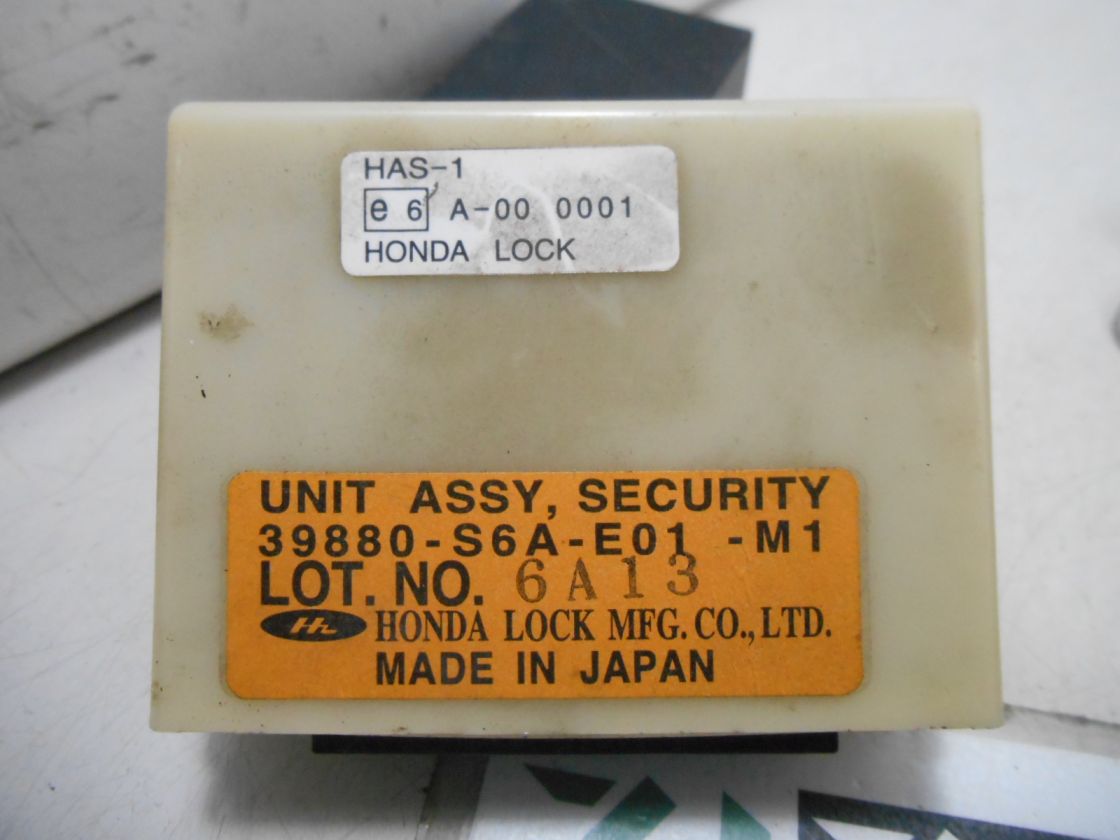 HAS-1
e 6 A-00 0001
HONDA LOCK
UNIT ASSY, SECURITY
39880-S6A-E01 -M1
LOT. NO. 6A13
HONDA LOCK MFG. CO., LTD.
MADE IN JAPAN